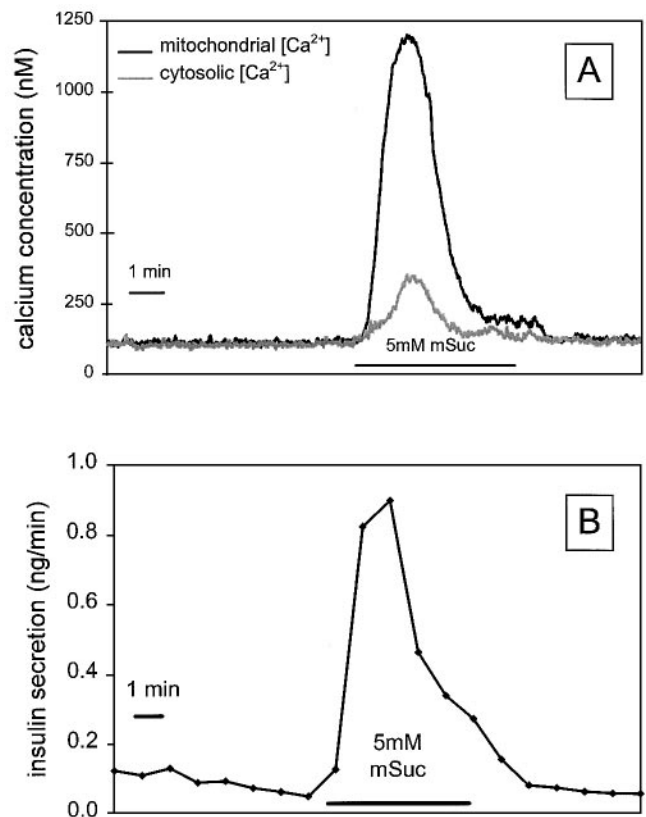 1250
mitochondrial [Ca²⁺]
cytosolic [Ca²⁺]
A
1000
calcium concentration (nM)
750
500
1 min
250
5mM mSuc
0
1.0
B
0.8
insulin secretion (ng/min)
0.6
0.4
1 min
0.2
5mM
mSuc
0.0